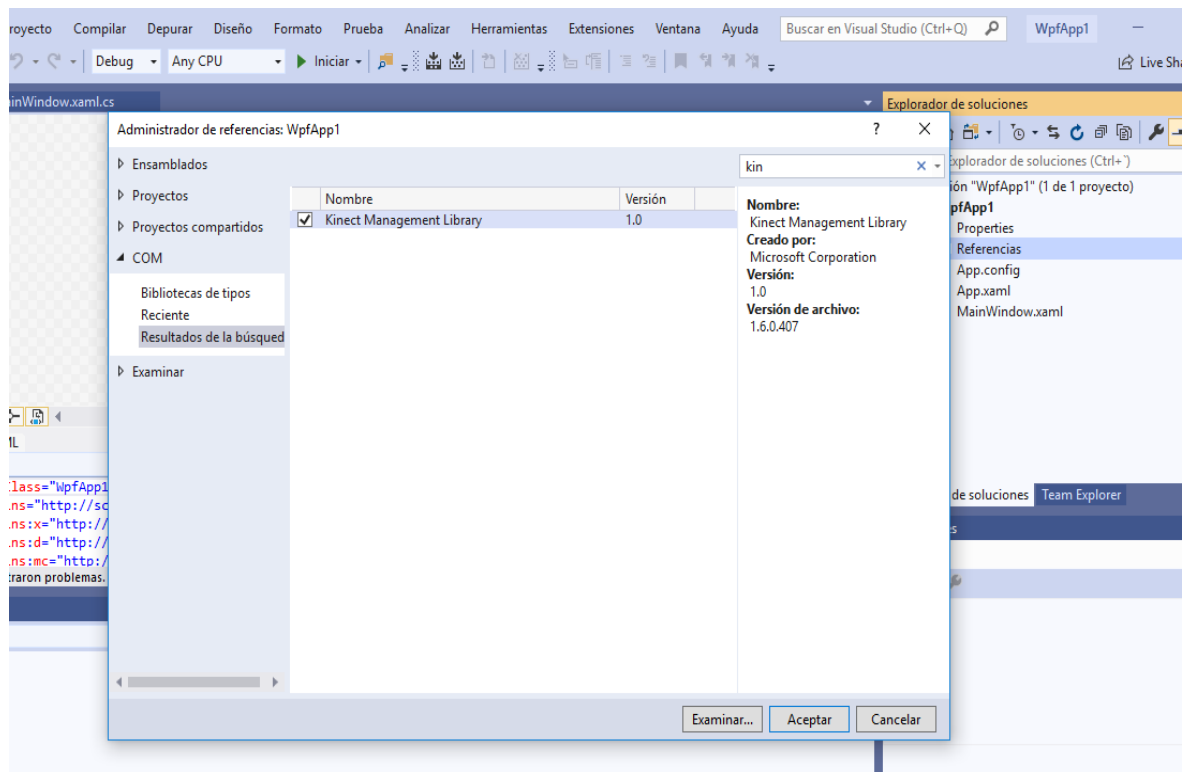 royecto Compilar Depurar Diseño Formato Prueba Analizar Herramientas Extensiones Ventana Ayuda Buscar en Visual Studio (Ctrl+Q) WpfApp1
Debug Any CPU Iniciar Live Sha
ainWindow.xaml.cs
Explorador de soluciones
Administrador de referencias: WpfApp1 ? ×
Ensamblados
kin
explorador de soluciones (Ctrl+¨)
Proyectos
Nombre Versión
ión "WpfApp1" (1 de 1 proyecto)
Kinect Management Library 1.0
Nombre:
Kinect Management Library
pfApp1
Proyectos compartidos
Creado por:
Microsoft Corporation
Properties
COM
Versión:
1.0
Referencias
Bibliotecas de tipos
Versión de archivo:
1.6.0.407
App.config
Reciente
App.xaml
Resultados de la búsqued
MainWindow.xaml
Examinar
ML
lass="WpfApp1
ns="http://sc
ns:x="http://
ns:d="http://
ns:mc="http:/
traron problemas.
de soluciones Team Explorer
s
Examinar... Aceptar Cancelar